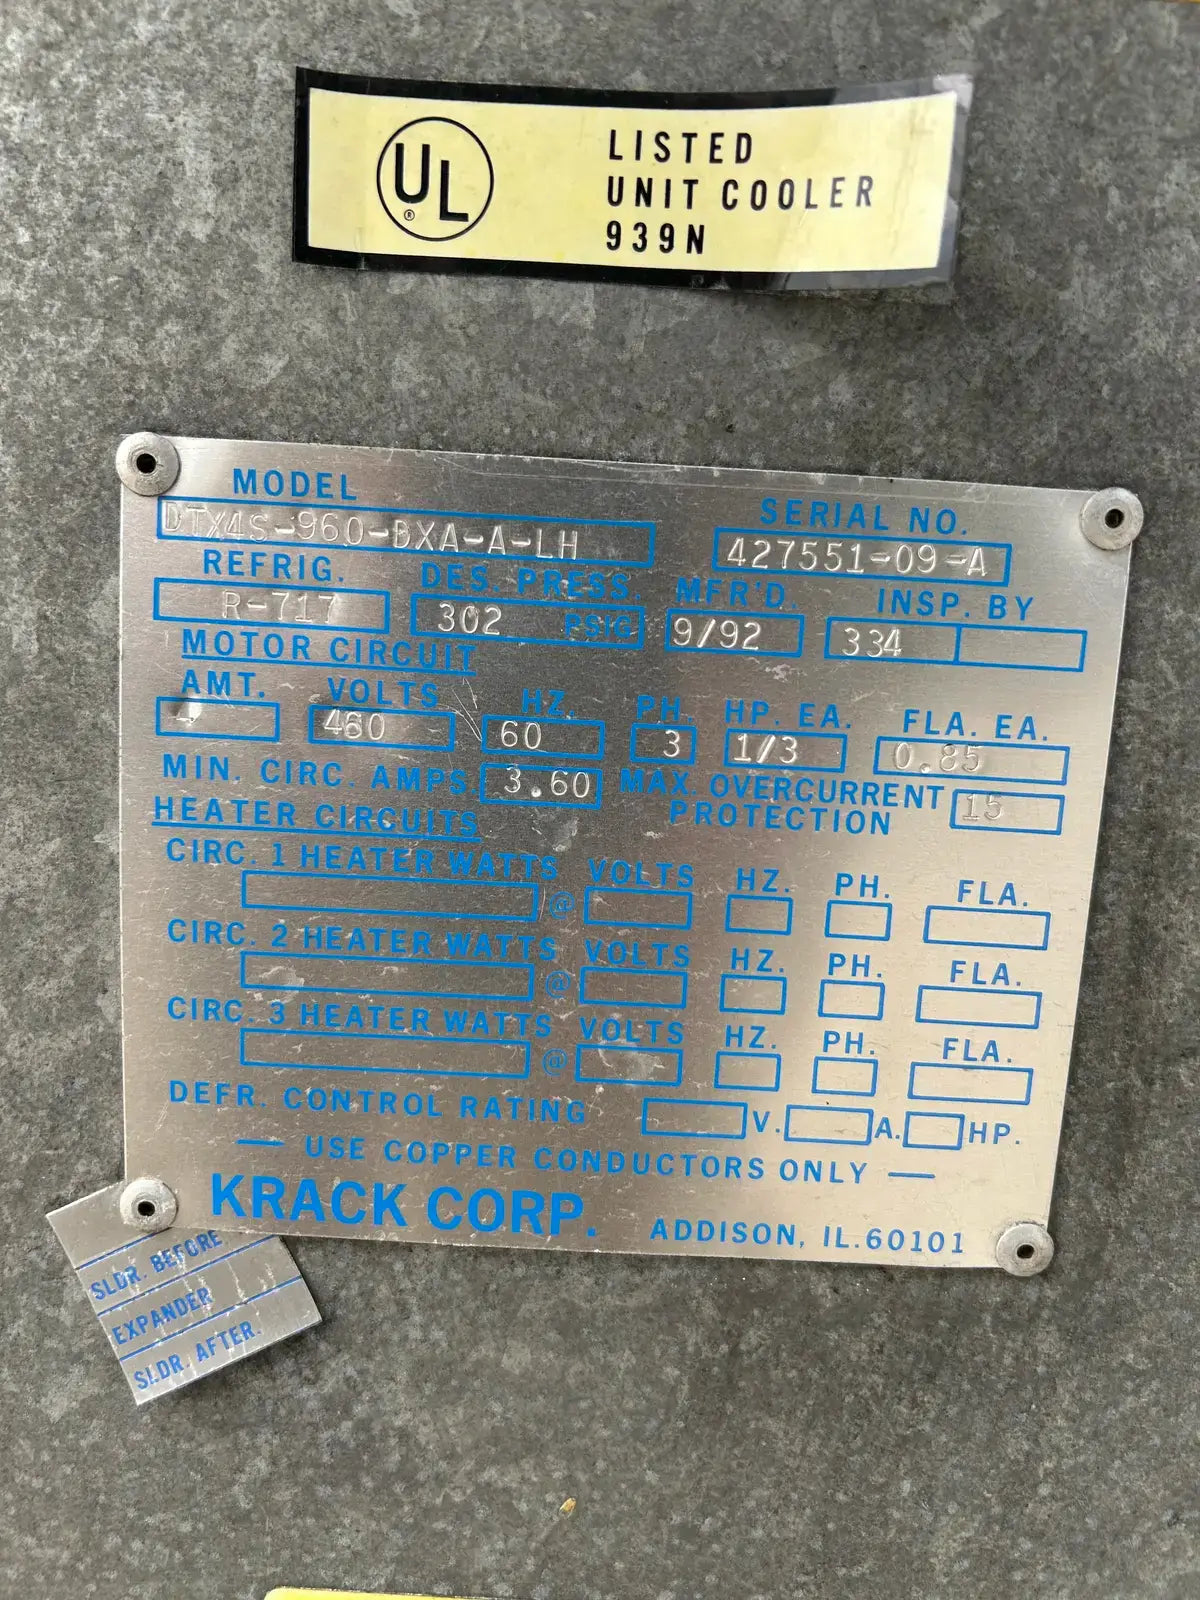 UL
®
LISTED
UNIT COOLER
939N
MODEL SERIAL NO.
DTX4S-960-BXA-A-LH 427551-09-A
REFRIG. DES. PRESS. MFR'D. INSP. BY
R-717 302 PSIG 9/92 334
MOTOR CIRCUIT
AMT. VOLTS HZ. PH. HP. EA. FLA. EA.
4 460 60 3 1/3 0.85
MIN. CIRC. AMPS. 3.60 MAX. OVERCURRENT PROTECTION 15
HEATER CIRCUITS
CIRC. 1 HEATER WATTS VOLTS HZ. PH. FLA.
@
CIRC. 2 HEATER WATTS VOLTS HZ. PH. FLA.
@
CIRC. 3 HEATER WATTS VOLTS HZ. PH. FLA.
@
DEFR. CONTROL RATING V. A. HP.
— USE COPPER CONDUCTORS ONLY —
KRACK CORP. ADDISON, IL. 60101
SLDR. BEFORE
EXPANDER
SLDR. AFTER.